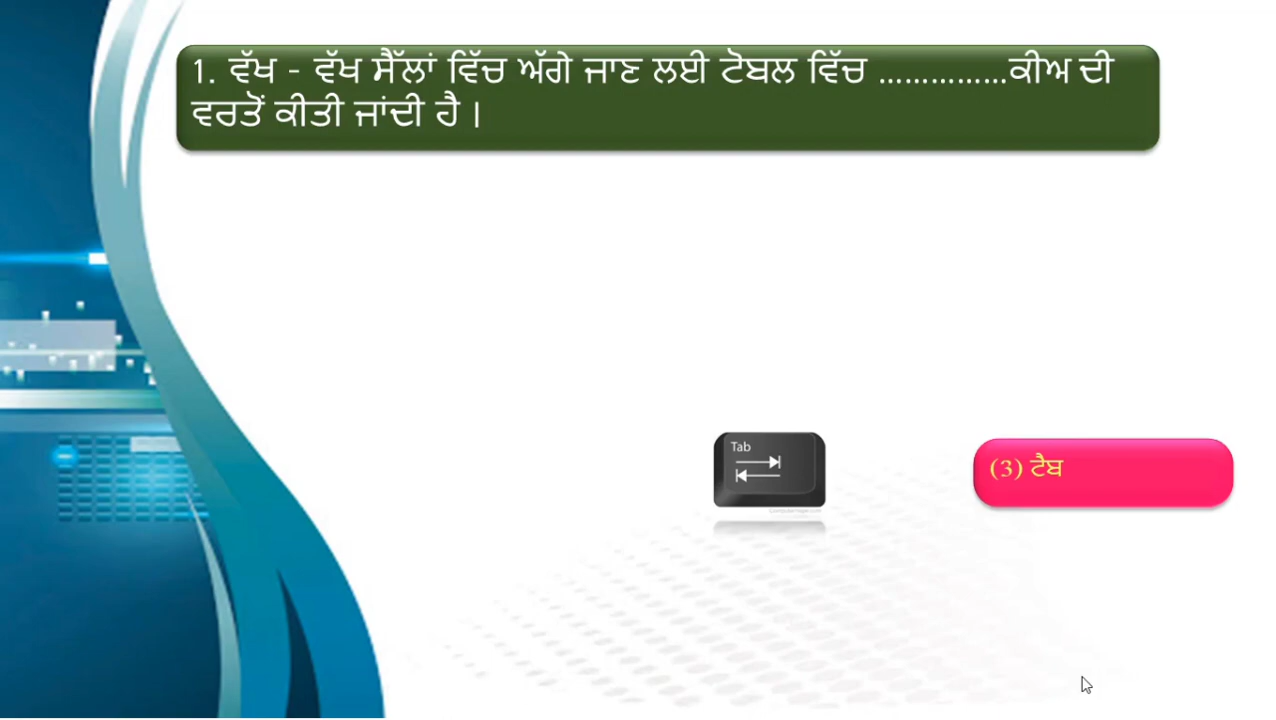 1. ਵੱਖ - ਵੱਖ ਸੈੱਲਾਂ ਵਿੱਚ ਅੱਗੇ ਜਾਣ ਲਈ ਟੇਬਲ ਵਿੱਚ ...............ਕੀਅ ਦੀ
ਵਰਤੋਂ ਕੀਤੀ ਜਾਂਦੀ ਹੈ।
Tab
(3) ਟੈਬ